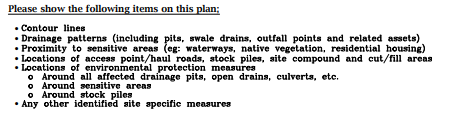 Please show the following items on this plan;
• Contour lines
• Drainage patterns (including pits, swale drains, outfall points and related assets)
• Proximity to sensitive areas (eg: waterways, native vegetation, residential housing)
• Locations of access point/haul roads, stock piles, site compound and cut/fill areas
• Locations of environmental protection measures
o Around all affected drainage pits, open drains, culverts, etc.
o Around sensitive areas
o Around stock piles
• Any other identified site specific measures